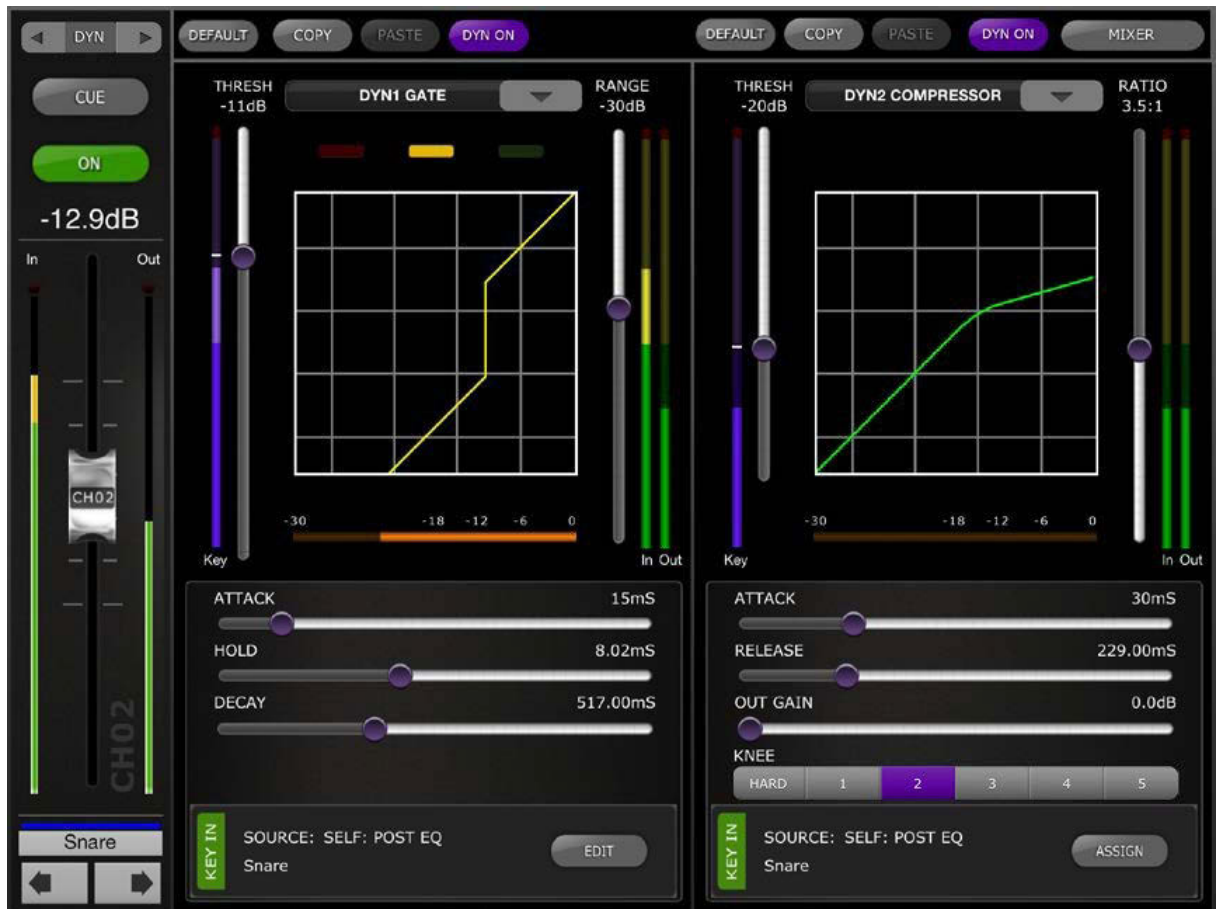 DYN
CUE
ON
-12.9dB
In Out
CH02
CH02
Snare
DEFAULT COPY PASTE DYN ON
THRESH
-11dB
DYN1 GATE
RANGE
-30dB
-30 -18 -12 -6 0
Key
In Out
ATTACK 15mS
HOLD 8.02mS
DECAY 517.00mS
KEY IN
SOURCE: SELF: POST EQ
Snare
EDIT
DEFAULT COPY PASTE DYN ON MIXER
THRESH
-20dB
DYN2 COMPRESSOR
RATIO
3.5:1
-30 -18 -12 -6 0
Key
In Out
ATTACK 30mS
RELEASE 229.00mS
OUT GAIN 0.0dB
KNEE
HARD 1 2 3 4 5
KEY IN
SOURCE: SELF: POST EQ
Snare
ASSIGN